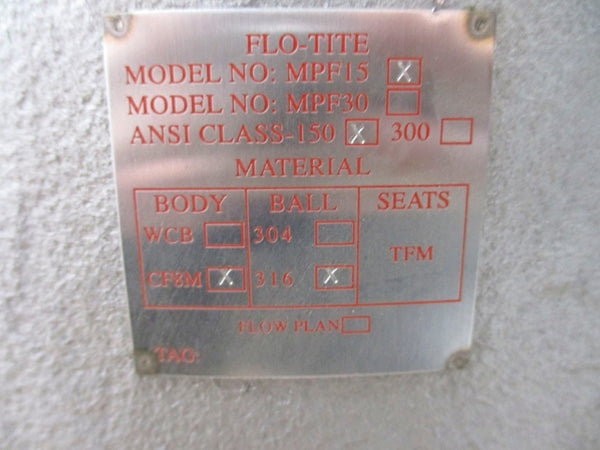 FLO-TITE
MODEL NO: MPF15 X
MODEL NO: MPF30
ANSI CLASS-150 X 300
MATERIAL
BODY BALL SEATS
WCB 304
TFM
CF8M X 316 X
FLOW PLAN
TAG: